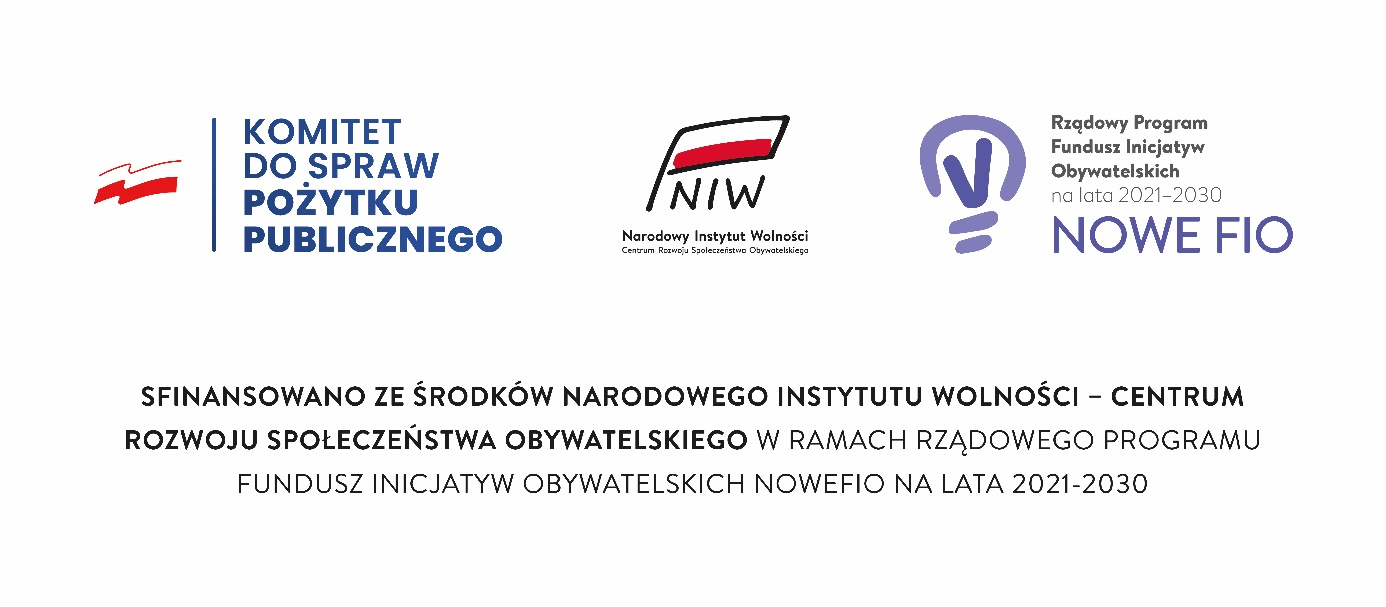 KOMITET
DO SPRAW
POŻYTKU
PUBLICZNEGO
NIW
Narodowy Instytut Wolności
Centrum Rozwoju Społeczeństwa Obywatelskiego
Rządowy Program
Fundusz Inicjatyw
Obywatelskich
na lata 2021–2030
NOWE FIO
SFINANSOWANO ZE ŚRODKÓW NARODOWEGO INSTYTUTU WOLNOŚCI – CENTRUM
ROZWOJU SPOŁECZEŃSTWA OBYWATELSKIEGO W RAMACH RZĄDOWEGO PROGRAMU
FUNDUSZ INICJATYW OBYWATELSKICH NOWEFIO NA LATA 2021-2030